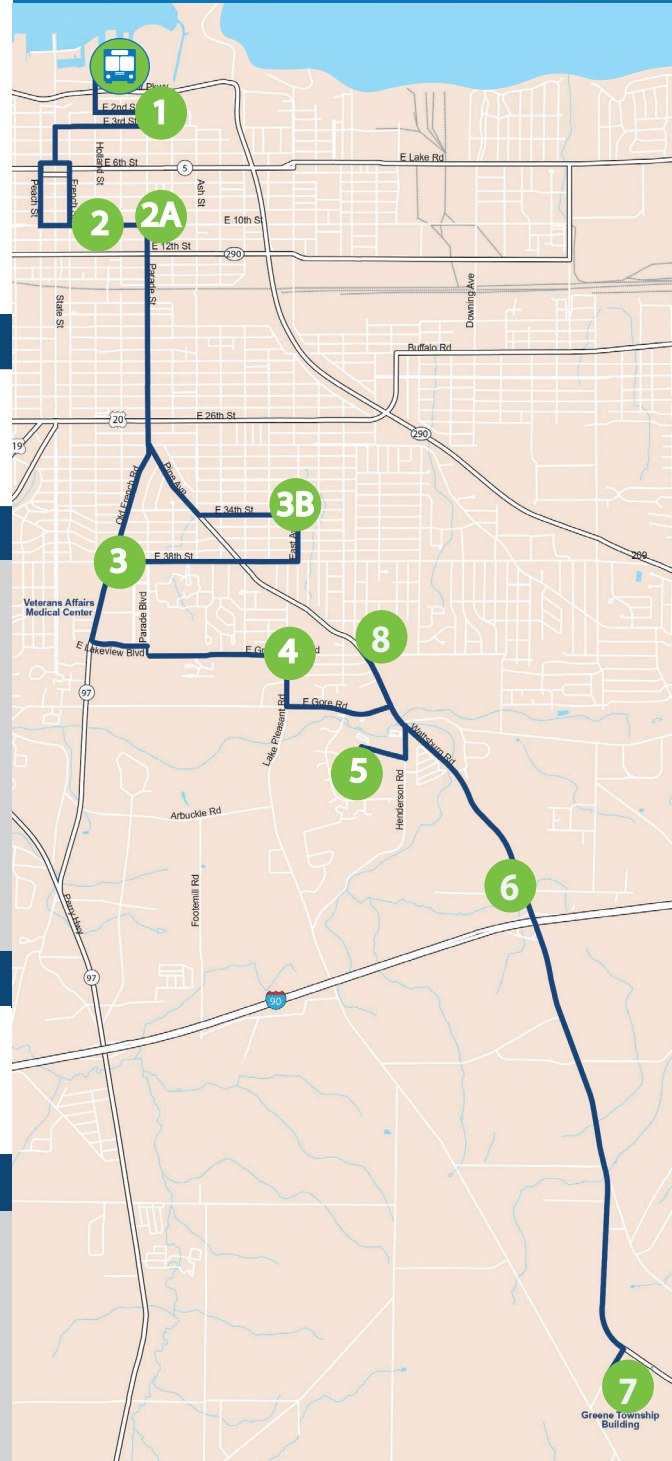 Pkwy
E 2nd S
1
E 3rd S
Holland St
E 6th St
5
E Lake Rd
Peach St
French
Ash St
2
2A
E 10th St
E 12th St
290
Parade St
State St
Downing Ave
Buffalo Rd
20
E 26th St
290
19
Old French Rd
Pine Ave
E 34th St
3B
East A
3
E 38th St
209
Veterans Affairs
Medical Center
Parade Blvd
E Lakeview Blvd
4
8
97
Lake Pleasant Rd
E Gore Rd
Wattsburg Rd
5
Henderson Rd
Arbuckle Rd
Footemill Rd
6
Perry Hwy
97
90
7
Greene Township
Building